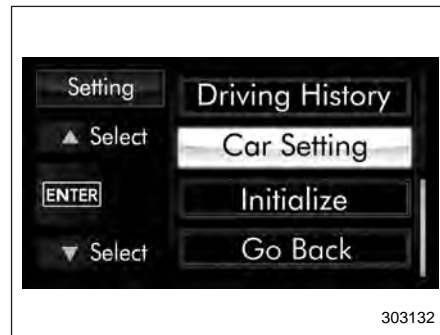 Setting
Driving History
▲ Select
Car Setting
ENTER
Initialize
▼ Select
Go Back
303132